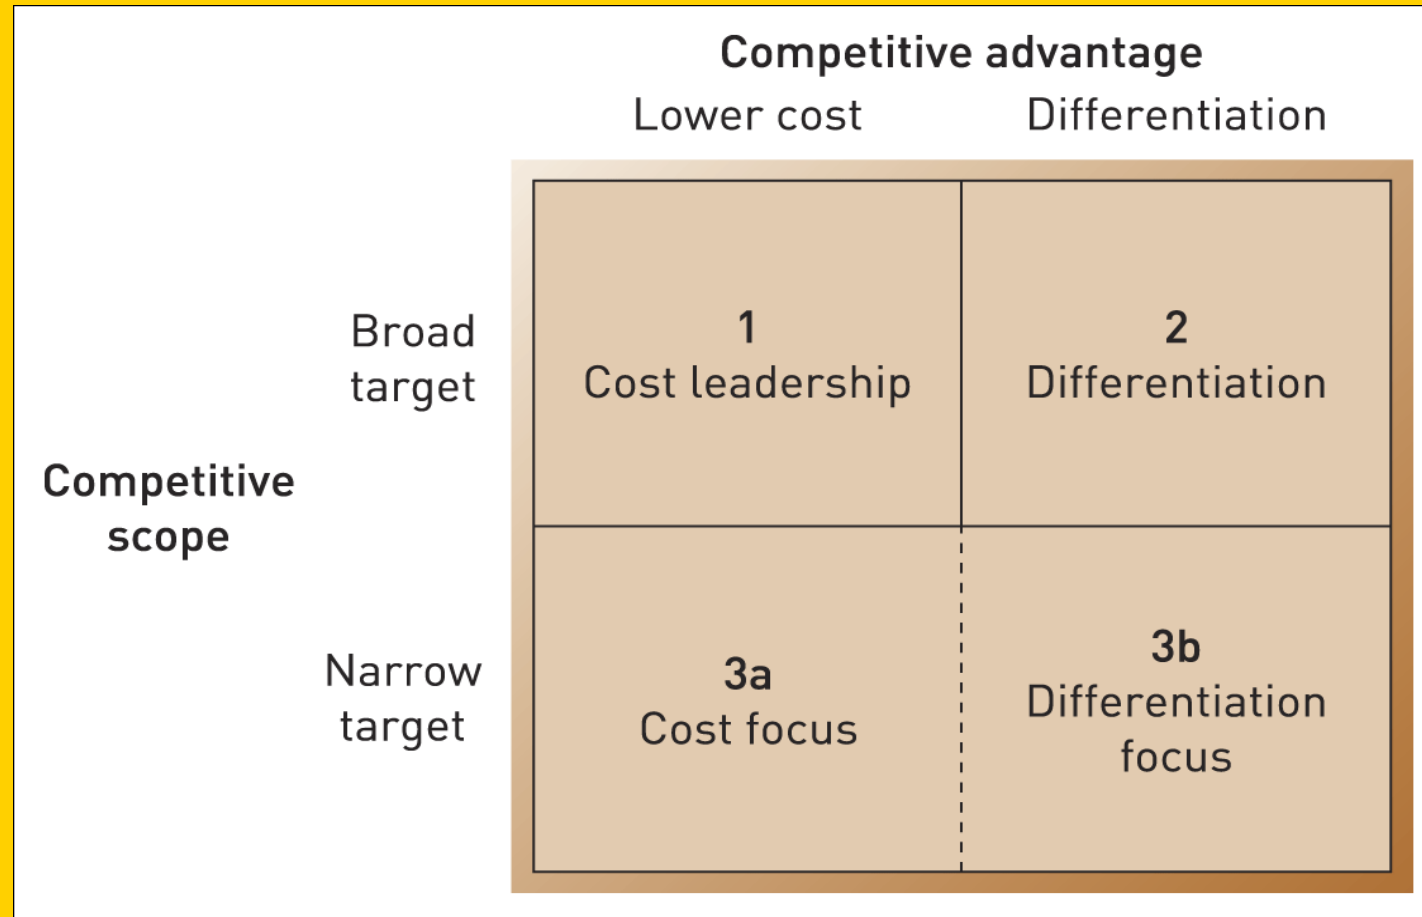 Competitive advantage
Lower cost
Differentiation
Broad
target
1
Cost leadership
2
Differentiation
Competitive
scope
Narrow
target
3a
Cost focus
3b
Differentiation
focus